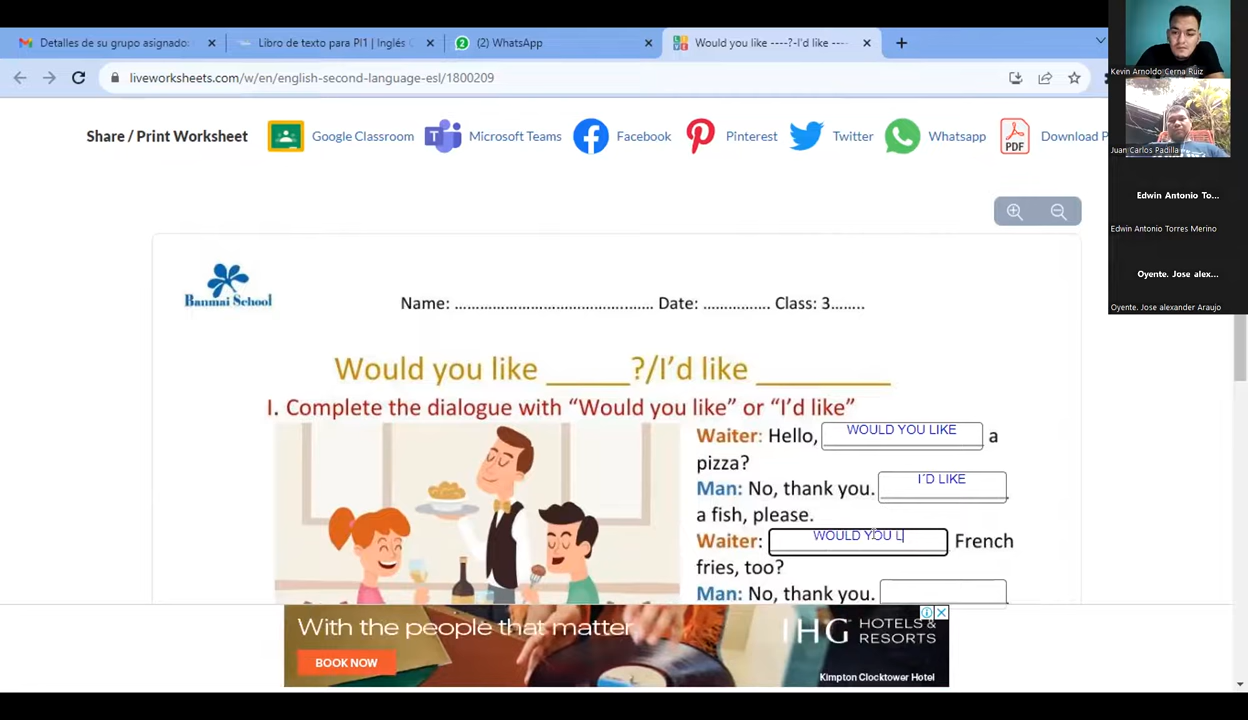 Detalles de su grupo asignado:
Libro de texto para PI1 | Inglés C
(2) WhatsApp
Would you like ----?-I'd like ----
liveworksheets.com/w/en/english-second-language-esl/1800209
Share / Print Worksheet
Google Classroom
Microsoft Teams
Facebook
Pinterest
Twitter
Whatsapp
PDF
Download P
Kevin Arnoldo Cerna Ruiz
Juan Carlos Padilla
Edwin Antonio To...
Edwin Antonio Torres Merino
Oyente. Jose alex...
Oyente. Jose alexander Araujo
Banmai School
Name: ............................................ Date: ............... Class: 3........
Would you like _____?/I'd like ________
I. Complete the dialogue with “Would you like” or “I'd like”
Waiter: Hello, WOULD YOU LIKE a
pizza?
Man: No, thank you. I´D LIKE
a fish, please.
Waiter: WOULD YOU L French
fries, too?
Man: No, thank you.
With the people that matter.
BOOK NOW
IHG HOTELS & RESORTS
Kimpton Clocktower Hotel